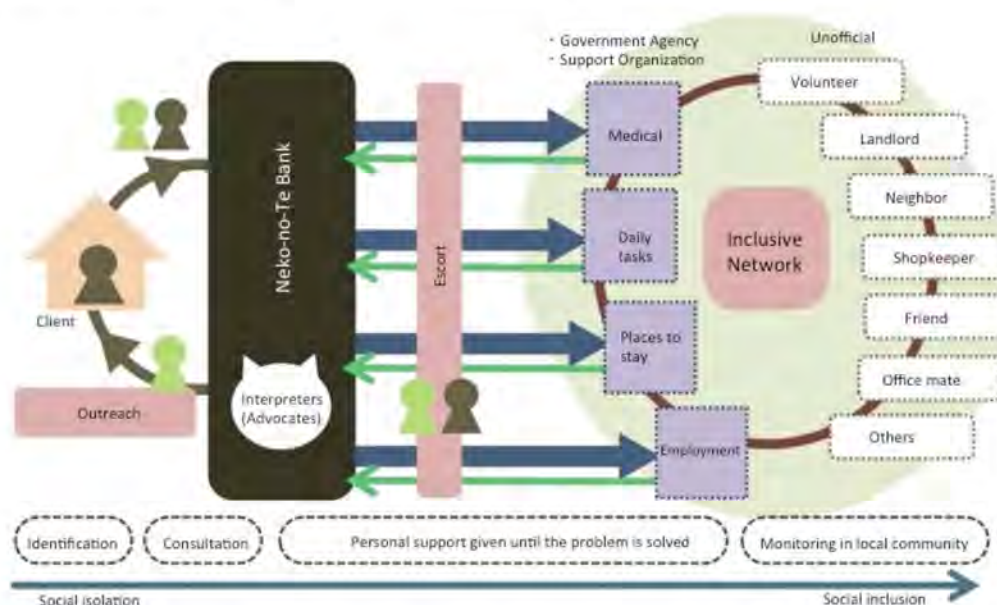 ・ Government Agency
・ Support Organization
Unofficial
Volunteer
Landlord
Neighbor
Shopkeeper
Friend
Office mate
Others
Medical
Daily
tasks
Places to
stay
Employment
Inclusive
Network
Neko-no-Te Bank
Escort
Client
Outreach
Interpreters
(Advocates)
Identification
Consultation
Personal support given until the problem is solved
Monitoring in local community
Social isolation
Social inclusion